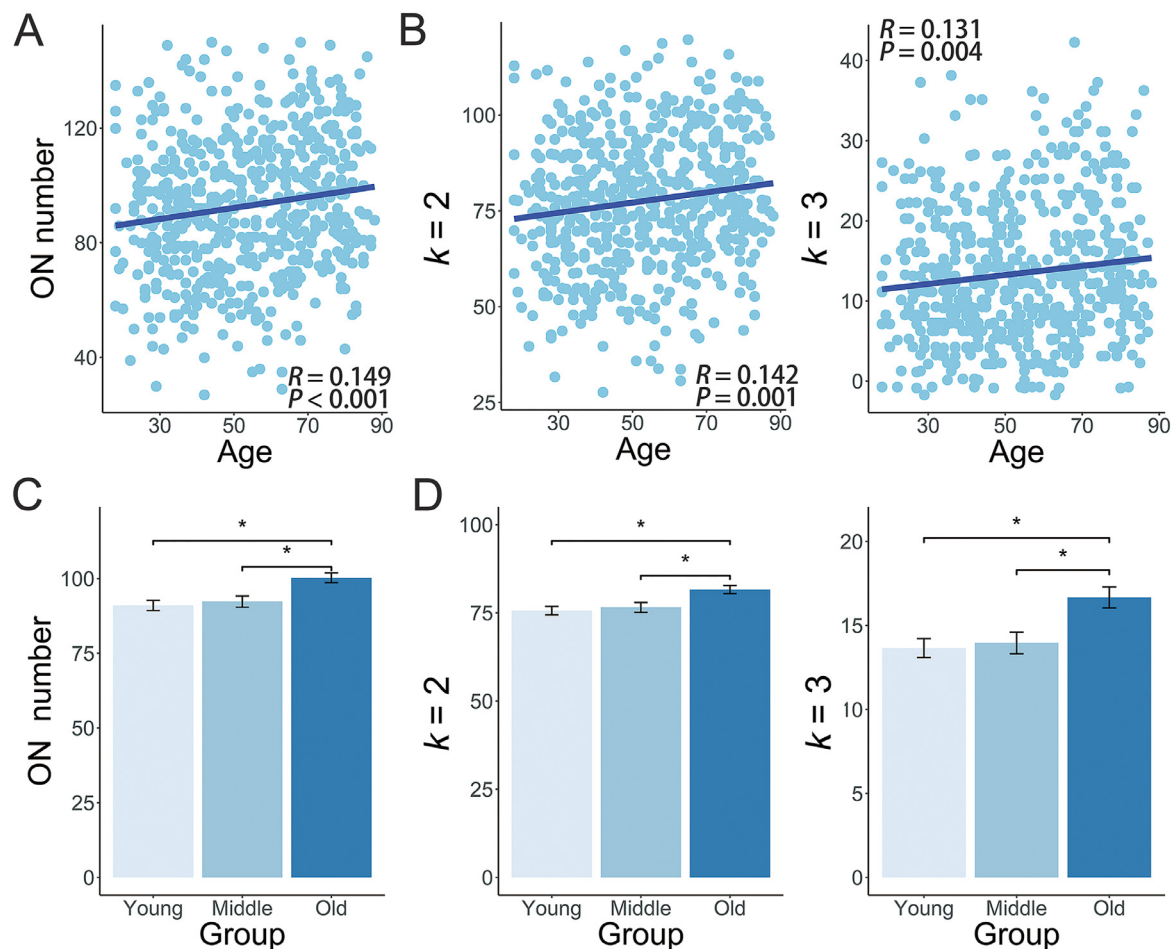 A
ON number
120
80
40
30
50
70
90
Age
R = 0.149
P < 0.001
B
k = 2
100
75
50
25
30
50
70
90
Age
R = 0.142
P = 0.001
k = 3
40
30
20
10
0
30
50
70
90
Age
R = 0.131
P = 0.004
C
ON number
100
75
50
25
0
*
*
Young Middle Old
Group
D
k = 2
100
75
50
25
0
*
*
Young Middle Old
Group
k = 3
20
15
13
5
0
*
*
Young Middle Old
Group